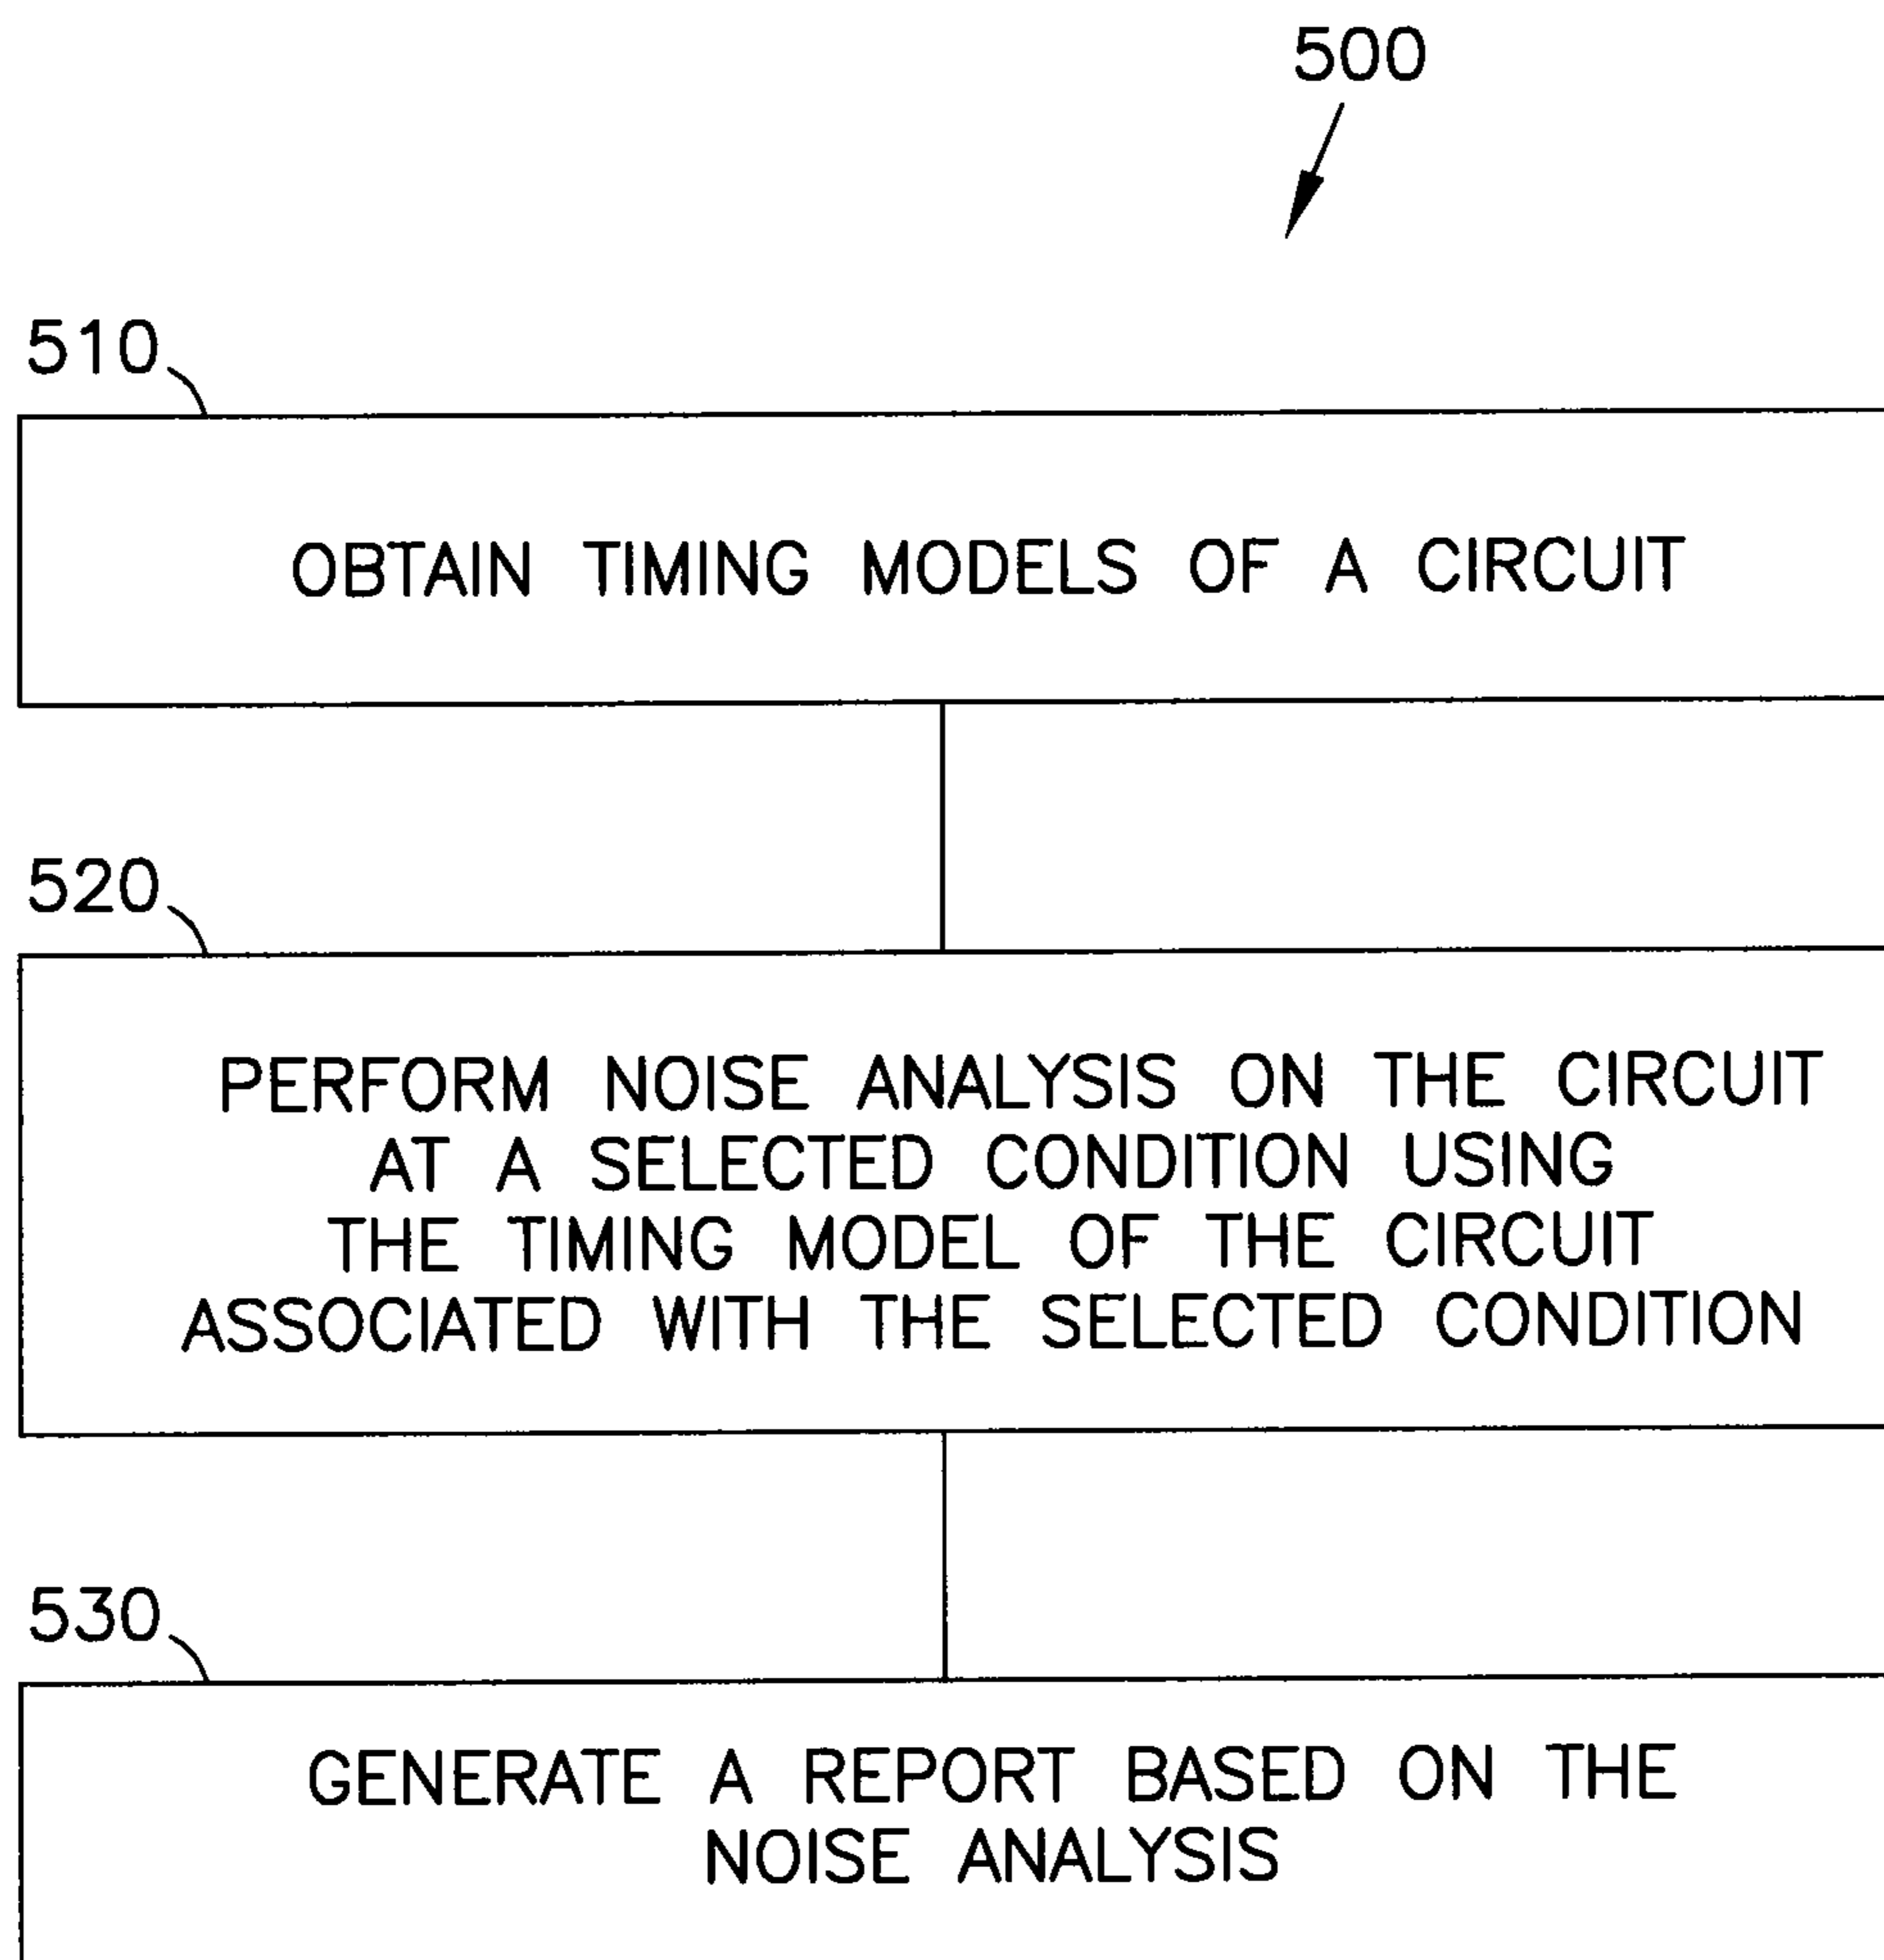 500
510
OBTAIN TIMING MODELS OF A CIRCUIT
520
PERFORM NOISE ANALYSIS ON THE CIRCUIT
AT A SELECTED CONDITION USING
THE TIMING MODEL OF THE CIRCUIT
ASSOCIATED WITH THE SELECTED CONDITION
530
GENERATE A REPORT BASED ON THE
NOISE ANALYSIS